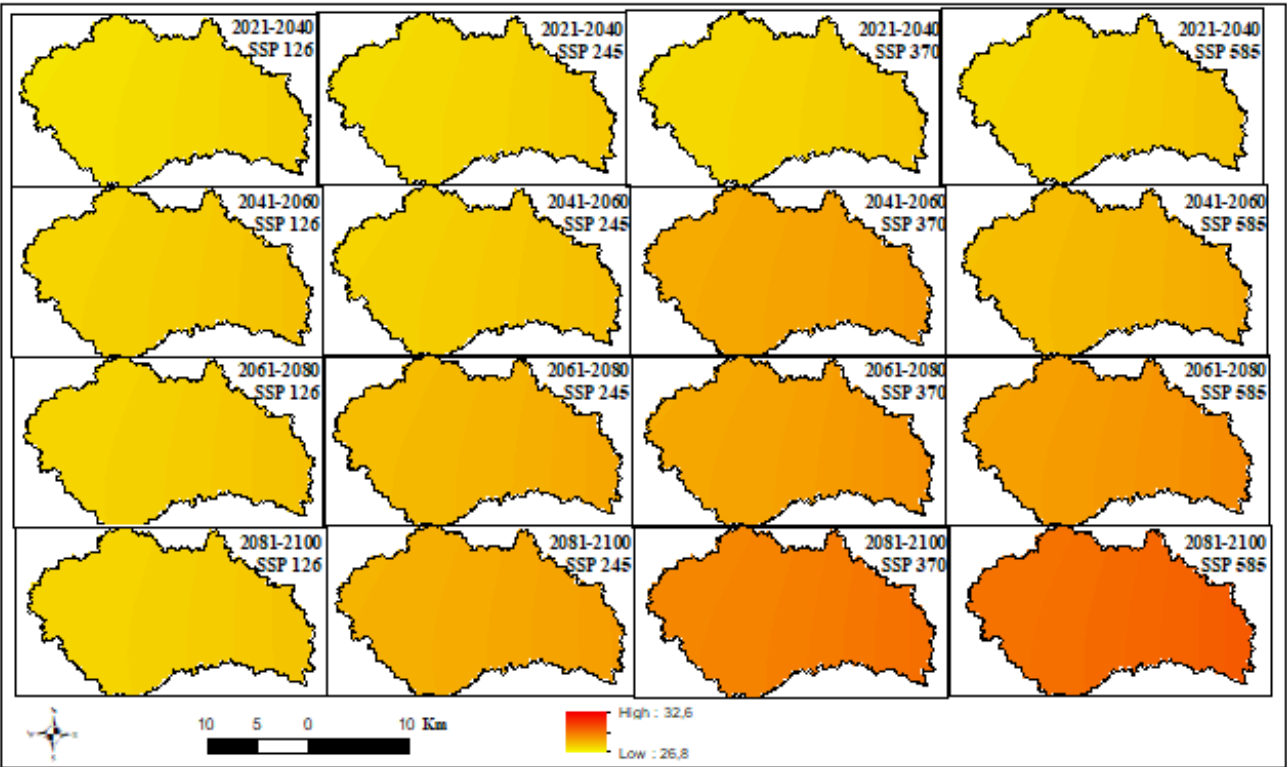 2021-2040
SSP 126
2021-2040
SSP 245
2021-2040
SSP 370
2021-2040
SSP 585
2041-2060
SSP 126
2041-2060
SSP 245
2041-2060
SSP 370
2041-2060
SSP 585
2061-2080
SSP 126
2061-2080
SSP 245
2061-2080
SSP 370
2061-2080
SSP 585
2081-2100
SSP 126
2081-2100
SSP 245
2081-2100
SSP 370
2081-2100
SSP 585
10 5 0 10 Km
High : 32,6
Low : 26,8